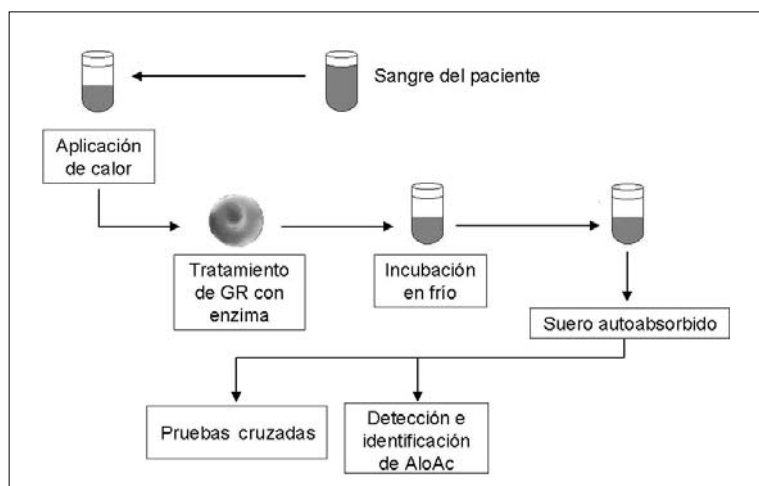 Sangre del paciente
Aplicación
de calor
Tratamiento
de GR con
enzima
Incubación
en frío
Suero autoabsorbido
Pruebas cruzadas
Detección e
identificación
de AloAc